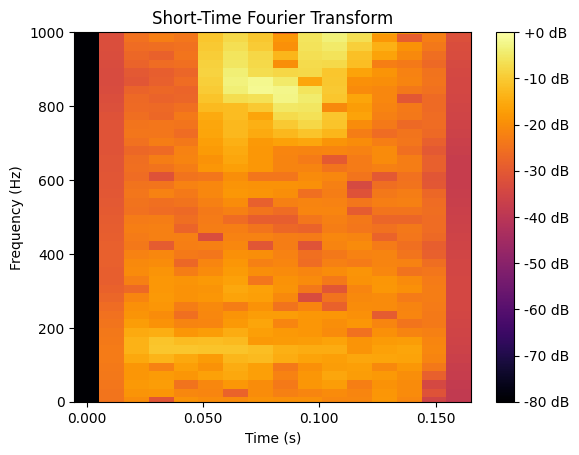 Short-Time Fourier Transform
1000
800
600
400
200
0
Frequency (Hz)
0.000
0.050
0.100
0.150
Time (s)
+0 dB
-10 dB
-20 dB
-30 dB
-40 dB
-50 dB
-60 dB
-70 dB
-80 dB